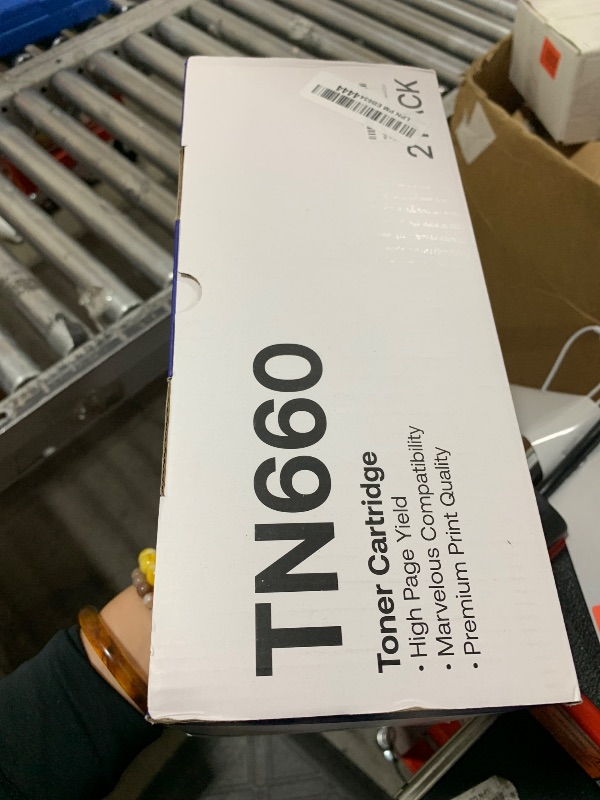 TN660
Toner Cartridge
• High Page Yield
• Marvelous Compatibility
• Premium Print Quality